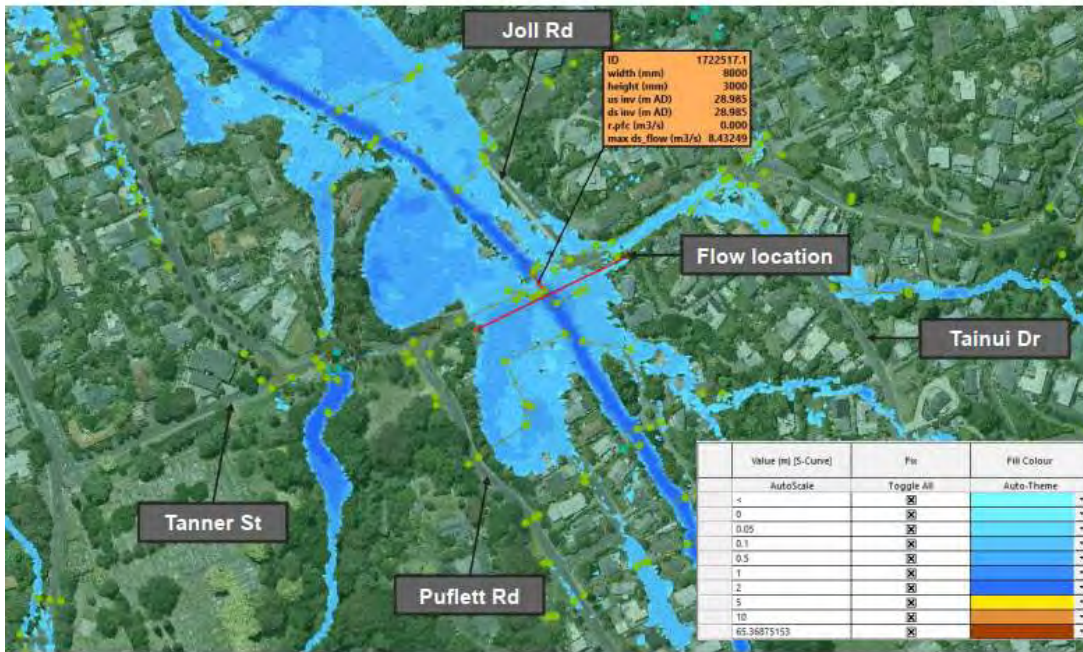 Joll Rd
ID 1722517.1
width (mm) 8000
height (mm) 3000
us inv (m AD) 28.985
ds inv (m AD) 28.985
r.pfc (m3/s) 0.000
max ds_flow (m3/s) 8.43249
Flow location
Tainui Dr
Tanner St
Puflett Rd
Value (m) [S-Curve] Fix Fill Colour
AutoScale Toggle All Auto-Theme
<
0
0.05
0.1
0.5
1
2
5
10
65.36875153